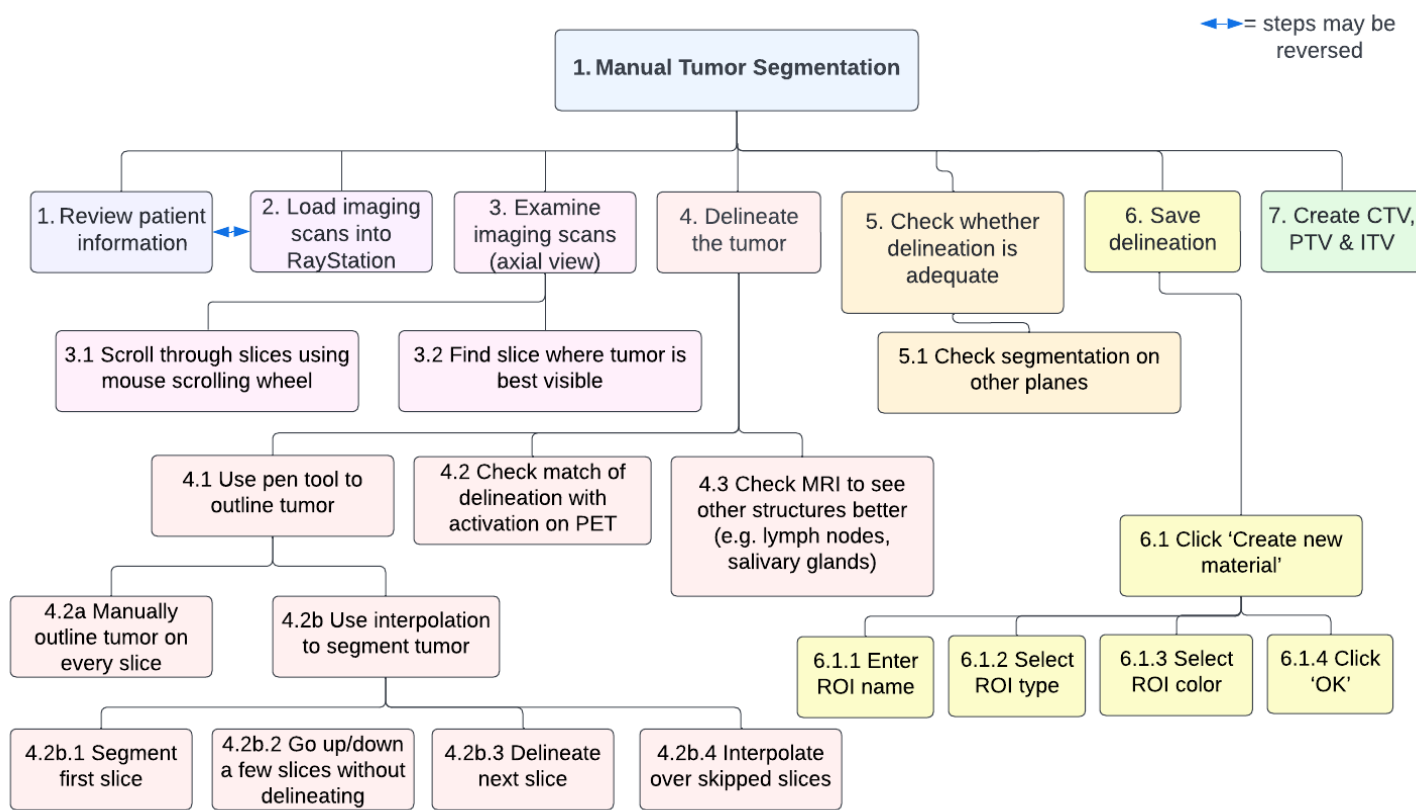 = steps may be
reversed
1. Manual Tumor Segmentation
1. Review patient
information
2. Load imaging
scans into
RayStation
3. Examine
imaging scans
(axial view)
4. Delineate
the tumor
5. Check whether
delineation is
adequate
6. Save
delineation
7. Create CTV,
PTV & ITV
3.1 Scroll through slices using
mouse scrolling wheel
3.2 Find slice where tumor is
best visible
5.1 Check segmentation on
other planes
4.1 Use pen tool to
outline tumor
4.2 Check match of
delineation with
activation on PET
4.3 Check MRI to see
other structures better
(e.g. lymph nodes,
salivary glands)
6.1 Click ‘Create new
material’
4.2a Manually
outline tumor on
every slice
4.2b Use interpolation
to segment tumor
6.1.1 Enter
ROI name
6.1.2 Select
ROI type
6.1.3 Select
ROI color
6.1.4 Click
‘OK’
4.2b.1 Segment
first slice
4.2b.2 Go up/down
a few slices without
delineating
4.2b.3 Delineate
next slice
4.2b.4 Interpolate
over skipped slices